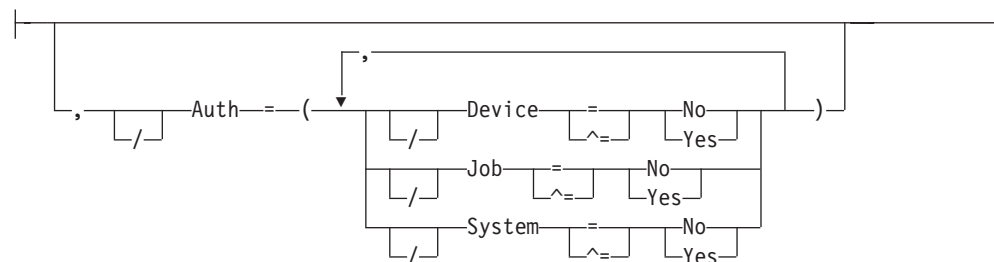 ,
, Auth = ( Device = No )
/ / ^= Yes
Job = No
/ ^= Yes
System = No
/ ^= Yes